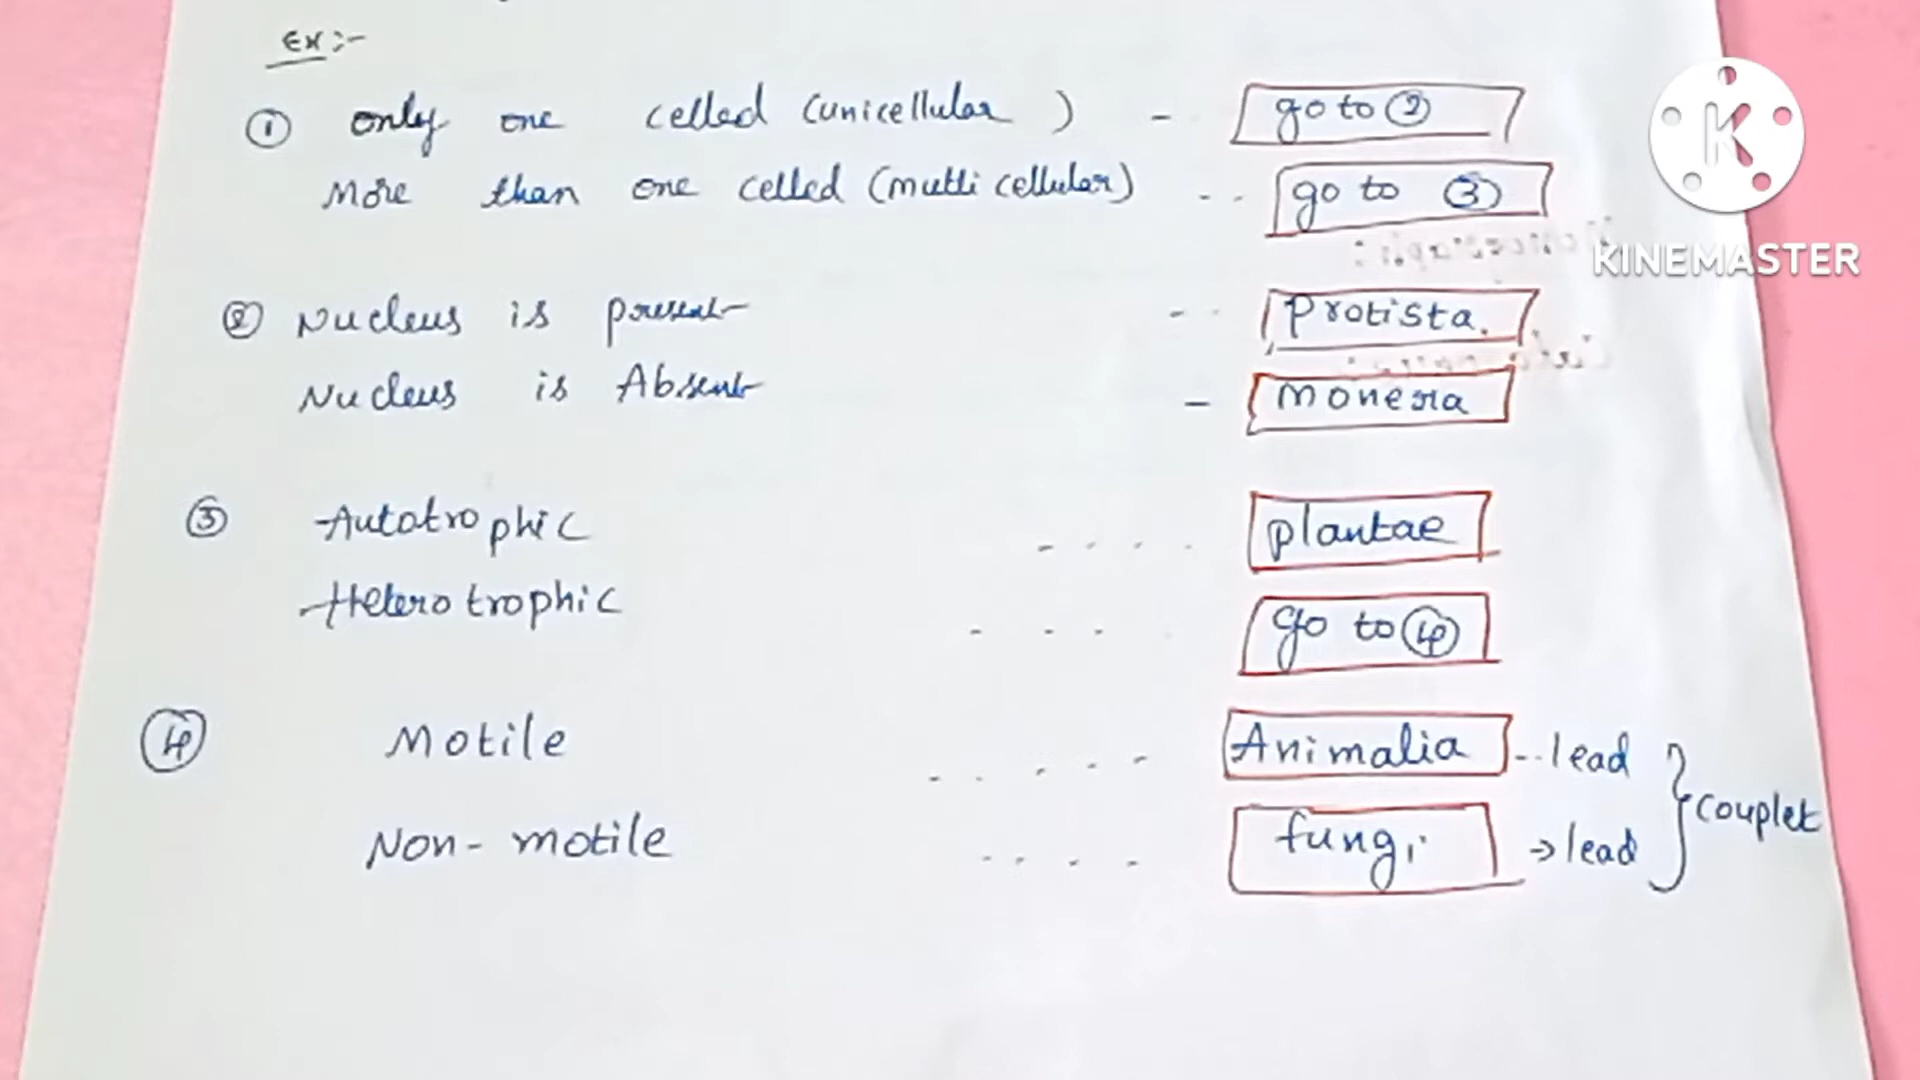 Ex:-
① only one celled (unicellular) - go to ②
More than one celled (multi cellular) .. go to ③
② Nucleus is present - .. Protista.
Nucleus is Absent - Monera
③ Autotrophic .... plantae
Heterotrophic .... go to ④
④ Motile ..... Animalia ..lead
Non-motile .... fungi →lead
couplet
K
KINEMASTER